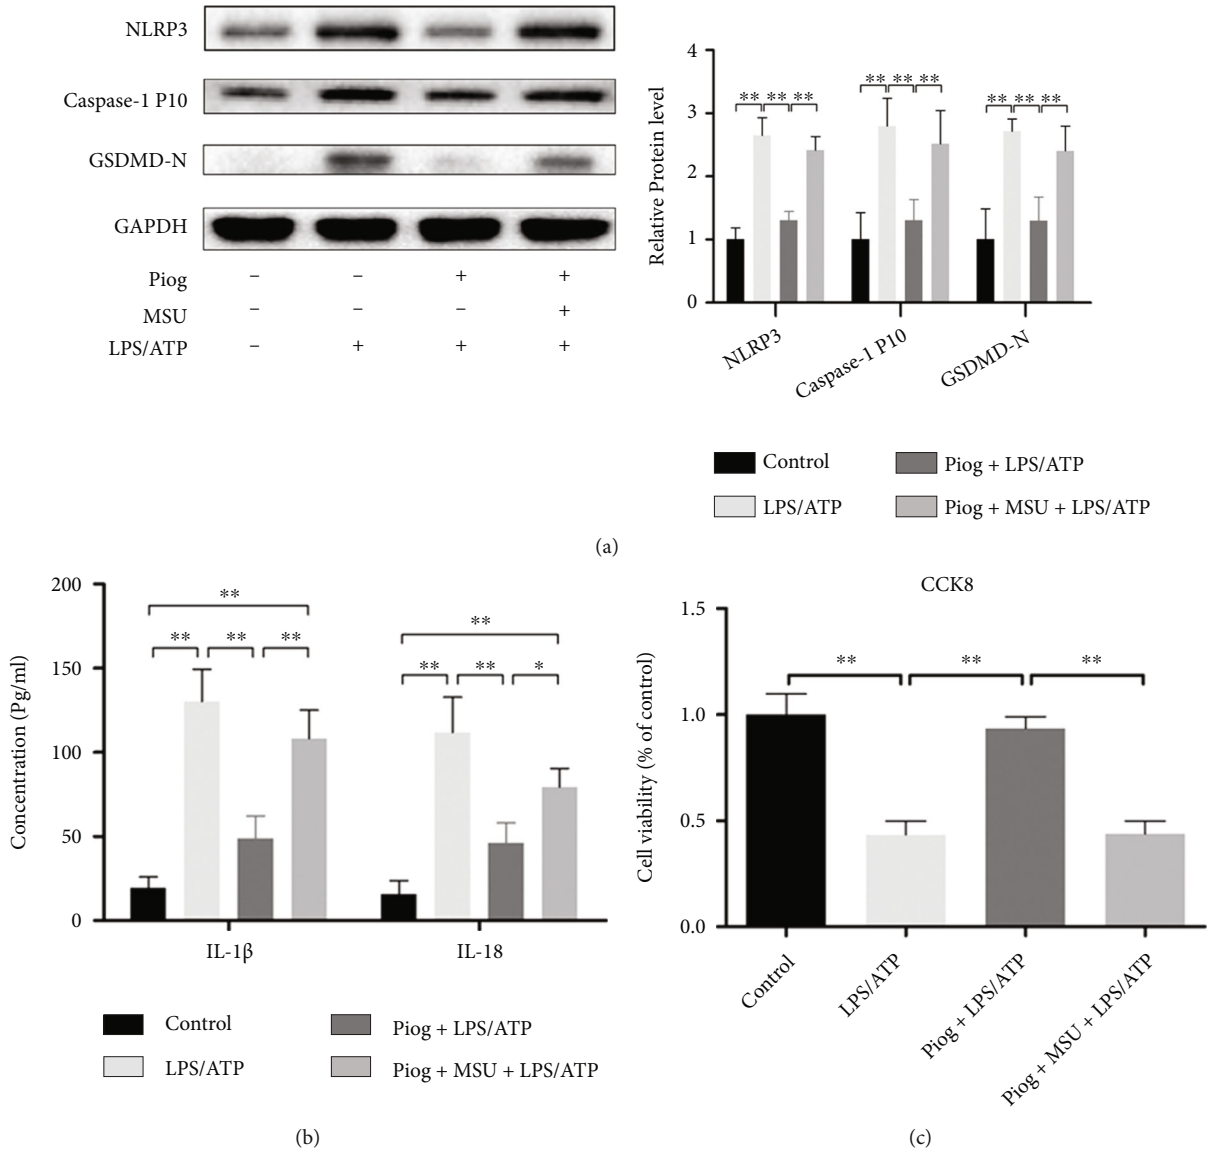 NLRP3
Caspase-1 P10
GSDMD-N
GAPDH
Piog − − + +
MSU − − − +
LPS/ATP − + + +
4
3
2
1
0
Relative Protein level
** ** **
** ** **
** ** **
NLRP3
Caspase-1 P10
GSDMD-N
Control
LPS/ATP
Piog + LPS/ATP
Piog + MSU + LPS/ATP
(a)
200
150
100
50
0
Concentration (Pg/ml)
**
** ** **
**
** ** *
IL-1β
IL-18
Control
LPS/ATP
Piog + LPS/ATP
Piog + MSU + LPS/ATP
(b)
CCK8
1.5
1.0
0.5
0.0
Cell viability (% of control)
** ** **
Control
LPS/ATP
Piog + LPS/ATP
Piog + MSU + LPS/ATP
(c)